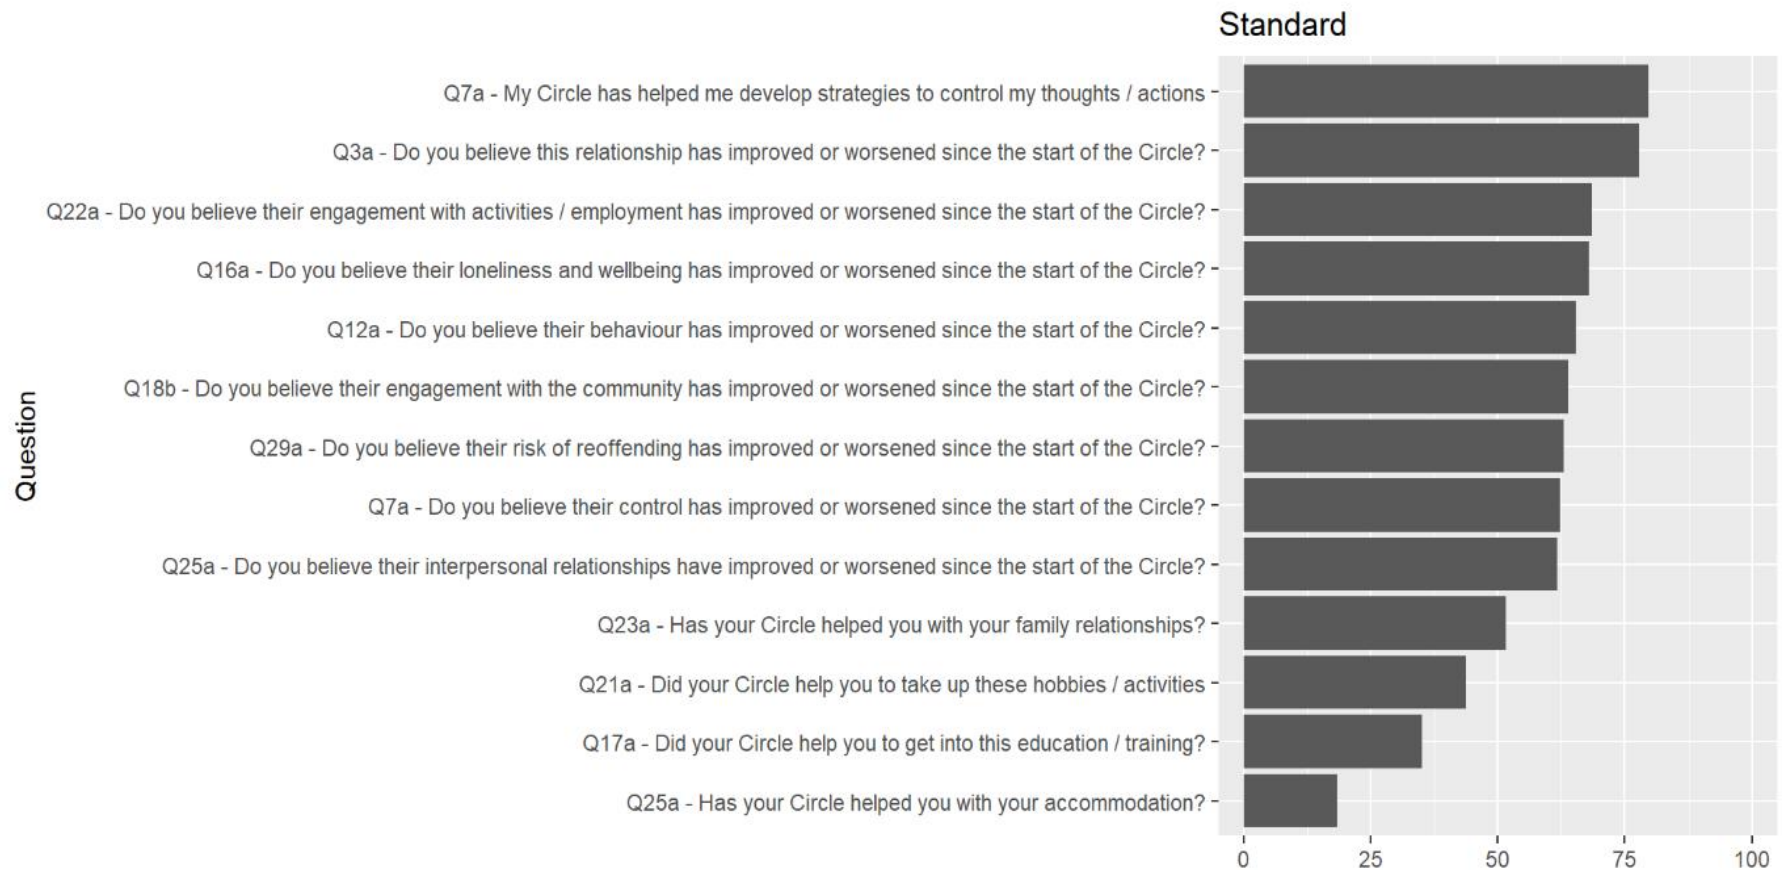 Standard
Q7a - My Circle has helped me develop strategies to control my thoughts / actions
Q3a - Do you believe this relationship has improved or worsened since the start of the Circle?
Q22a - Do you believe their engagement with activities / employment has improved or worsened since the start of the Circle?
Q16a - Do you believe their loneliness and wellbeing has improved or worsened since the start of the Circle?
Q12a - Do you believe their behaviour has improved or worsened since the start of the Circle?
Q18b - Do you believe their engagement with the community has improved or worsened since the start of the Circle?
Q29a - Do you believe their risk of reoffending has improved or worsened since the start of the Circle?
Q7a - Do you believe their control has improved or worsened since the start of the Circle?
Q25a - Do you believe their interpersonal relationships have improved or worsened since the start of the Circle?
Q23a - Has your Circle helped you with your family relationships?
Q21a - Did your Circle help you to take up these hobbies / activities
Q17a - Did your Circle help you to get into this education / training?
Q25a - Has your Circle helped you with your accommodation?
Question
0 25 50 75 100